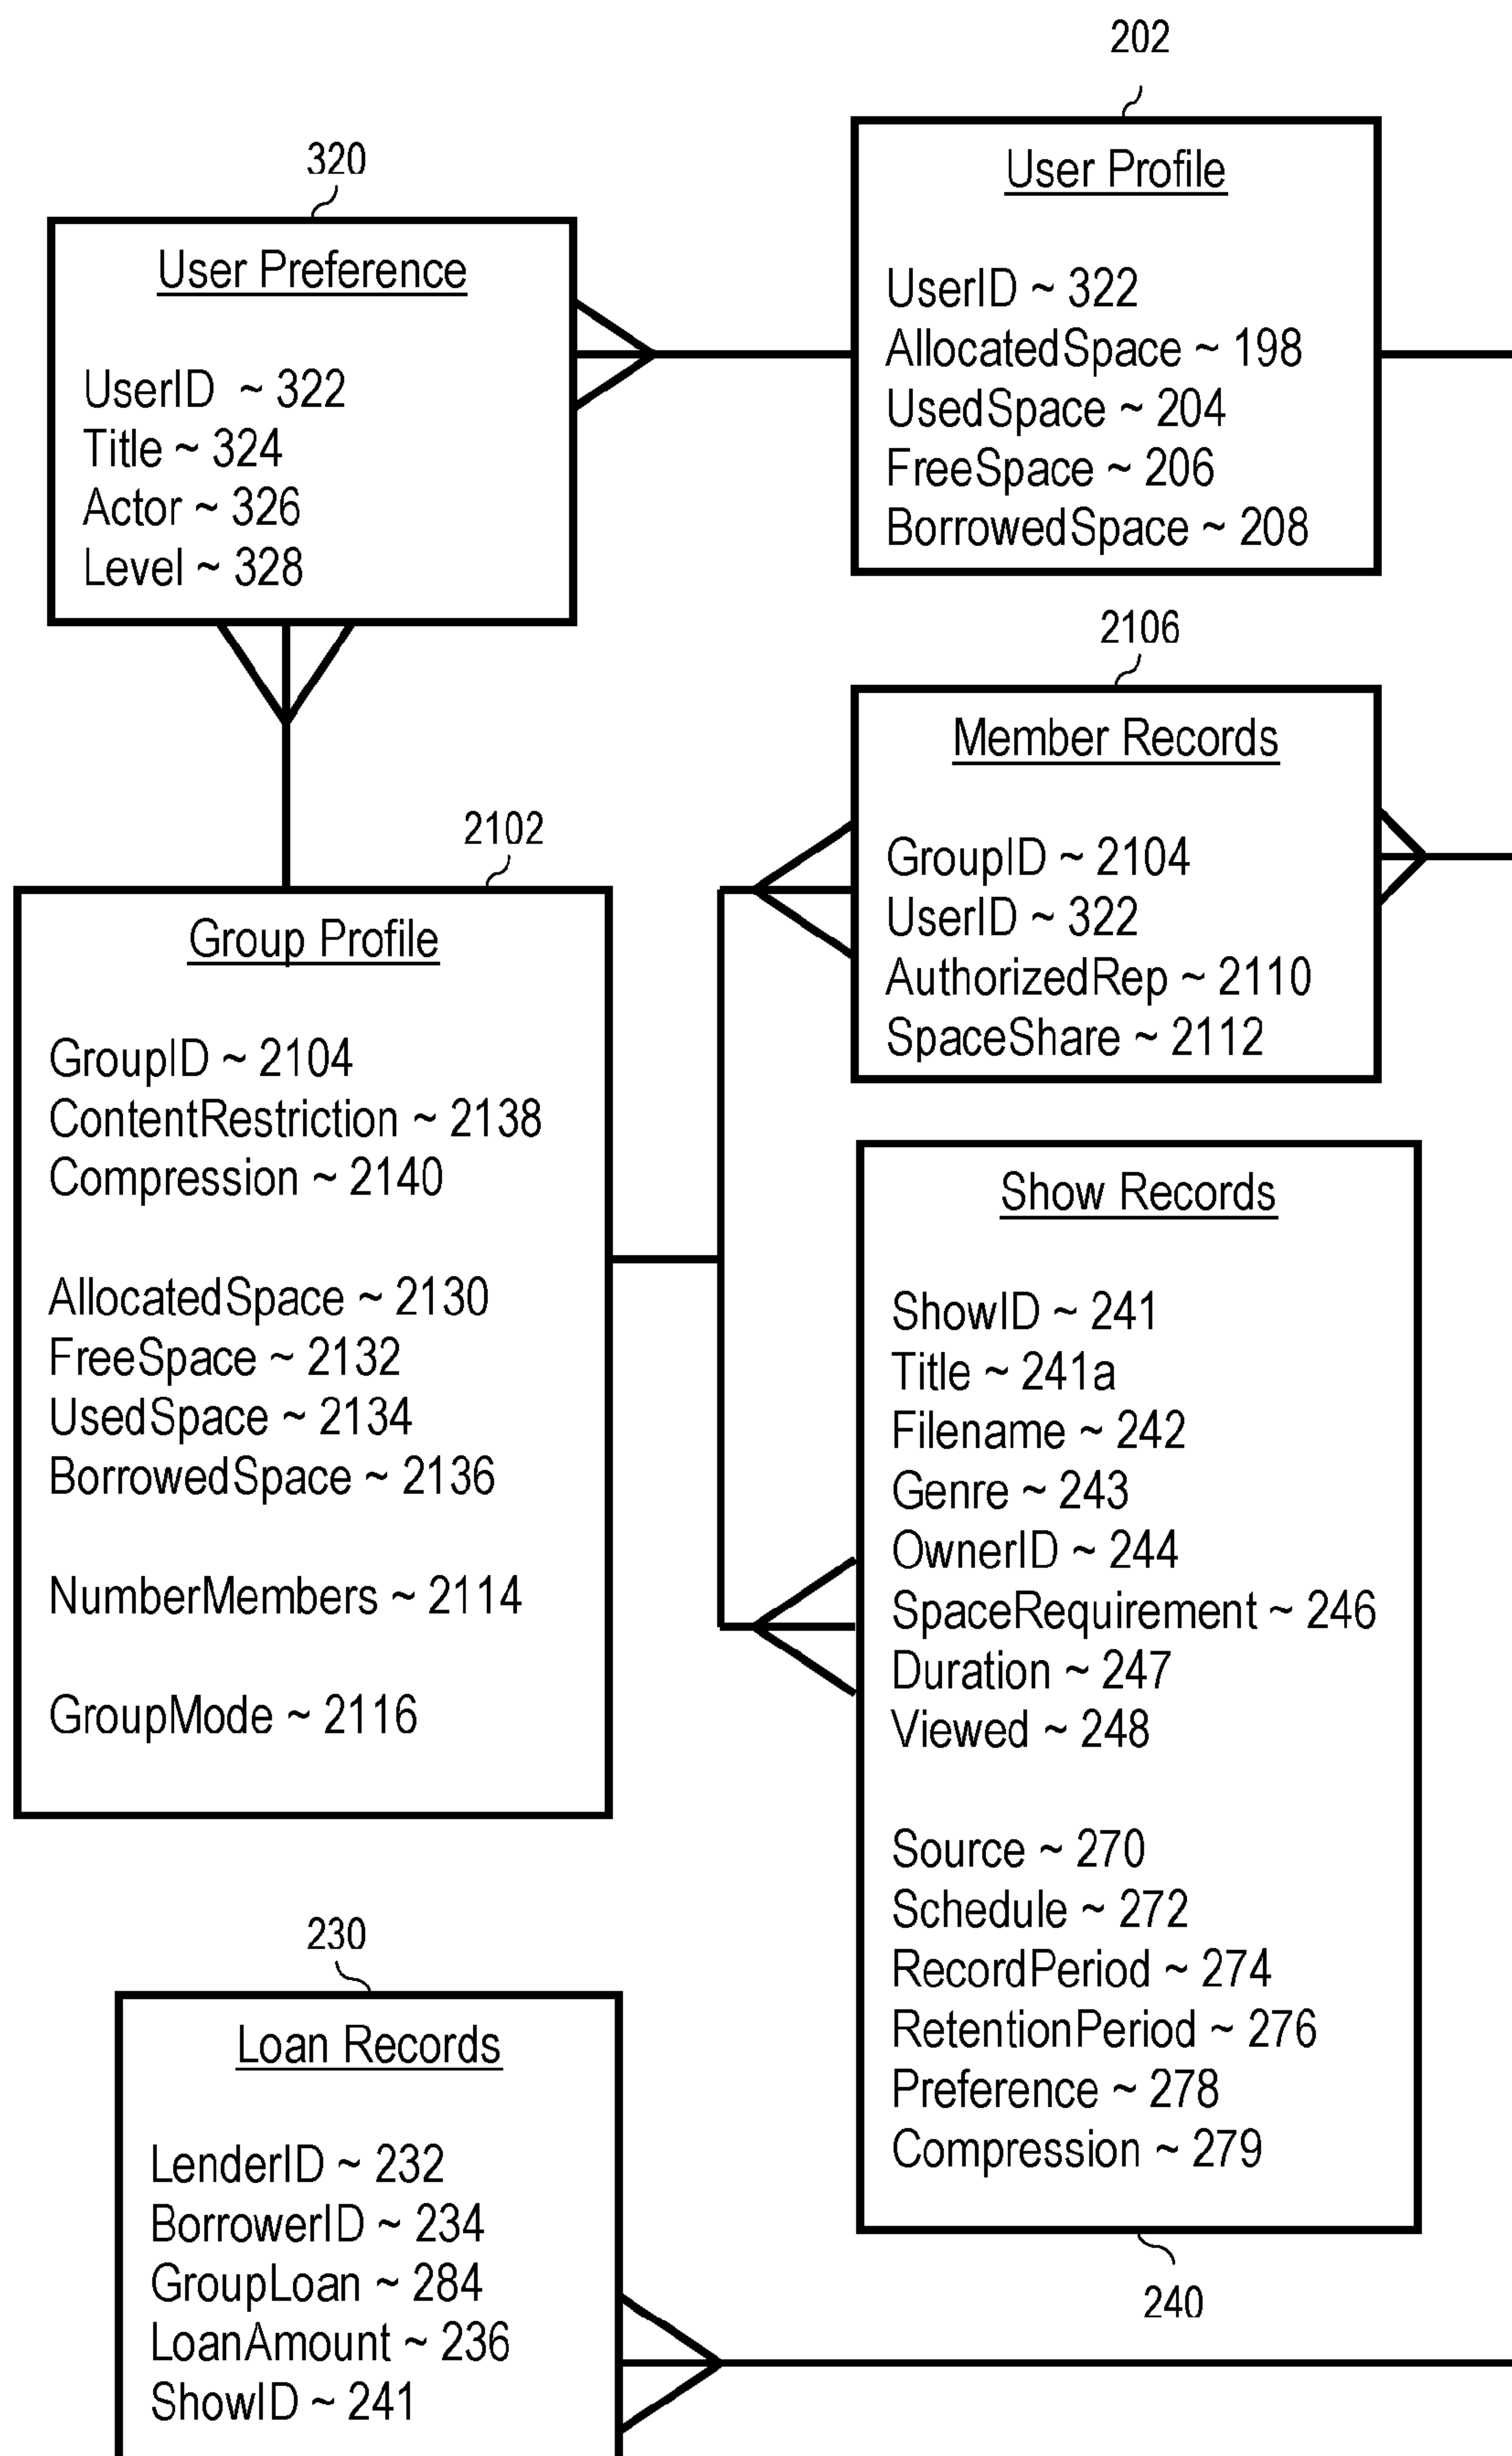 202
User Profile
UserID ~ 322
AllocatedSpace ~ 198
UsedSpace ~ 204
FreeSpace ~ 206
BorrowedSpace ~ 208
320
User Preference
UserID ~ 322
Title ~ 324
Actor ~ 326
Level ~ 328
2106
Member Records
GroupID ~ 2104
UserID ~ 322
AuthorizedRep ~ 2110
SpaceShare ~ 2112
2102
Group Profile
GroupID ~ 2104
ContentRestriction ~ 2138
Compression ~ 2140
AllocatedSpace ~ 2130
FreeSpace ~ 2132
UsedSpace ~ 2134
BorrowedSpace ~ 2136
NumberMembers ~ 2114
GroupMode ~ 2116
Show Records
ShowID ~ 241
Title ~ 241a
Filename ~ 242
Genre ~ 243
OwnerID ~ 244
SpaceRequirement ~ 246
Duration ~ 247
Viewed ~ 248
Source ~ 270
Schedule ~ 272
RecordPeriod ~ 274
RetentionPeriod ~ 276
Preference ~ 278
Compression ~ 279
240
230
Loan Records
LenderID ~ 232
BorrowerID ~ 234
GroupLoan ~ 284
LoanAmount ~ 236
ShowID ~ 241